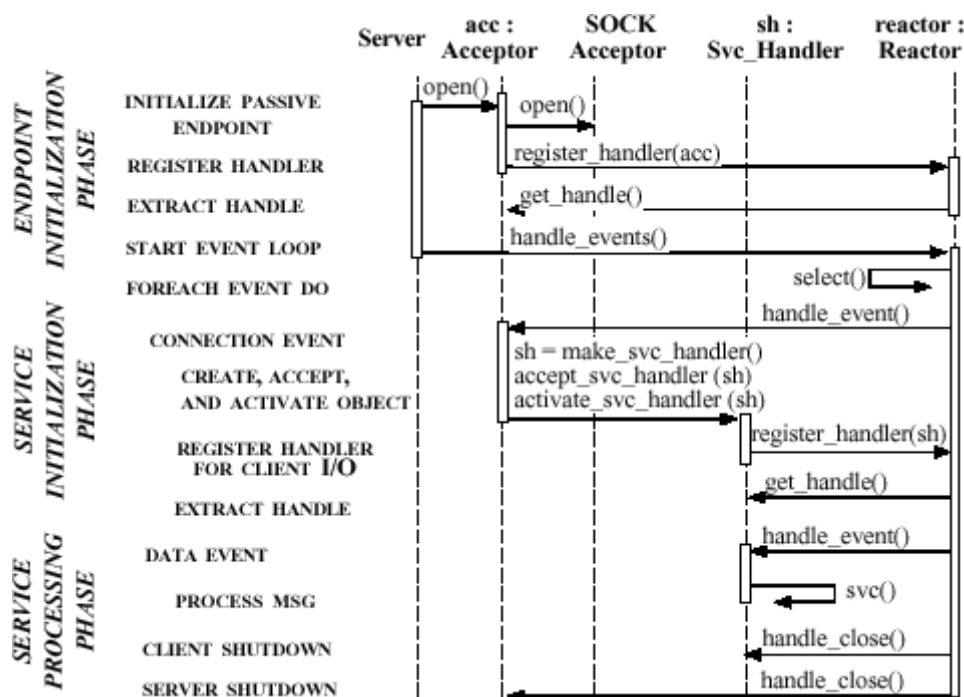 Server
acc :
Acceptor
SOCK
Acceptor
sh :
Svc_Handler
reactor :
Reactor
ENDPOINT
INITIALIZATION
PHASE
INITIALIZE PASSIVE
ENDPOINT
open()
open()
REGISTER HANDLER
register_handler(acc)
EXTRACT HANDLE
get_handle()
START EVENT LOOP
handle_events()
FOREACH EVENT DO
select()
SERVICE
INITIALIZATION
PHASE
handle_event()
CONNECTION EVENT
sh = make_svc_handler()
CREATE, ACCEPT,
accept_svc_handler (sh)
AND ACTIVATE OBJECT
activate_svc_handler (sh)
REGISTER HANDLER
FOR CLIENT I/O
register_handler(sh)
EXTRACT HANDLE
get_handle()
SERVICE
PROCESSING
PHASE
DATA EVENT
handle_event()
PROCESS MSG
svc()
CLIENT SHUTDOWN
handle_close()
SERVER SHUTDOWN
handle_close()